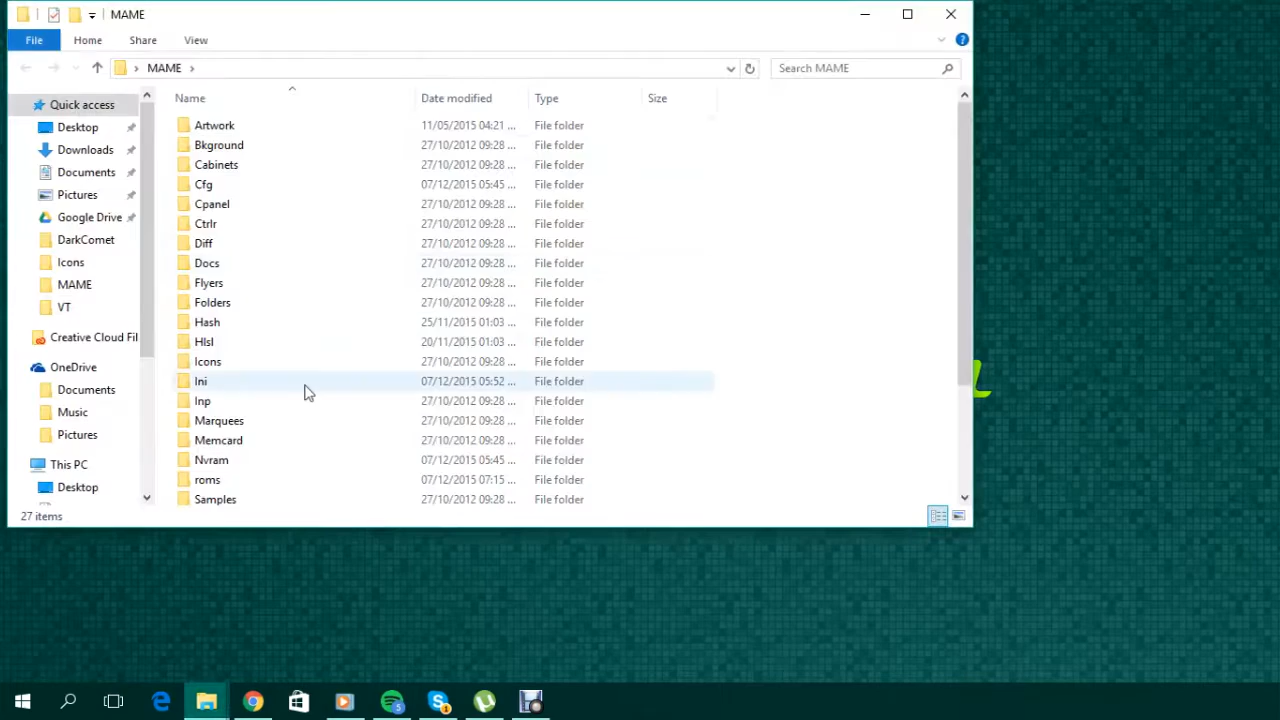 MAME
File Home Share View
MAME Search MAME
Name Date modified Type Size
Quick access
Desktop
Downloads
Documents
Pictures
Google Drive
DarkComet
Icons
MAME
VT
Creative Cloud Fil
OneDrive
Documents
Music
Pictures
This PC
Desktop
Artwork 11/05/2015 04:21 ... File folder
Bkground 27/10/2012 09:28 ... File folder
Cabinets 27/10/2012 09:28 ... File folder
Cfg 07/12/2015 05:45 ... File folder
Cpanel 27/10/2012 09:28 ... File folder
Ctrlr 27/10/2012 09:28 ... File folder
Diff 27/10/2012 09:28 ... File folder
Docs 27/10/2012 09:28 ... File folder
Flyers 27/10/2012 09:28 ... File folder
Folders 27/10/2012 09:28 ... File folder
Hash 25/11/2015 01:03 ... File folder
Hlsl 20/11/2015 01:03 ... File folder
Icons 27/10/2012 09:28 ... File folder
Ini 07/12/2015 05:52 ... File folder
Inp 27/10/2012 09:28 ... File folder
Marquees 27/10/2012 09:28 ... File folder
Memcard 27/10/2012 09:28 ... File folder
Nvram 07/12/2015 05:45 ... File folder
roms 07/12/2015 07:15 ... File folder
Samples 27/10/2012 09:28 ... File folder
27 items